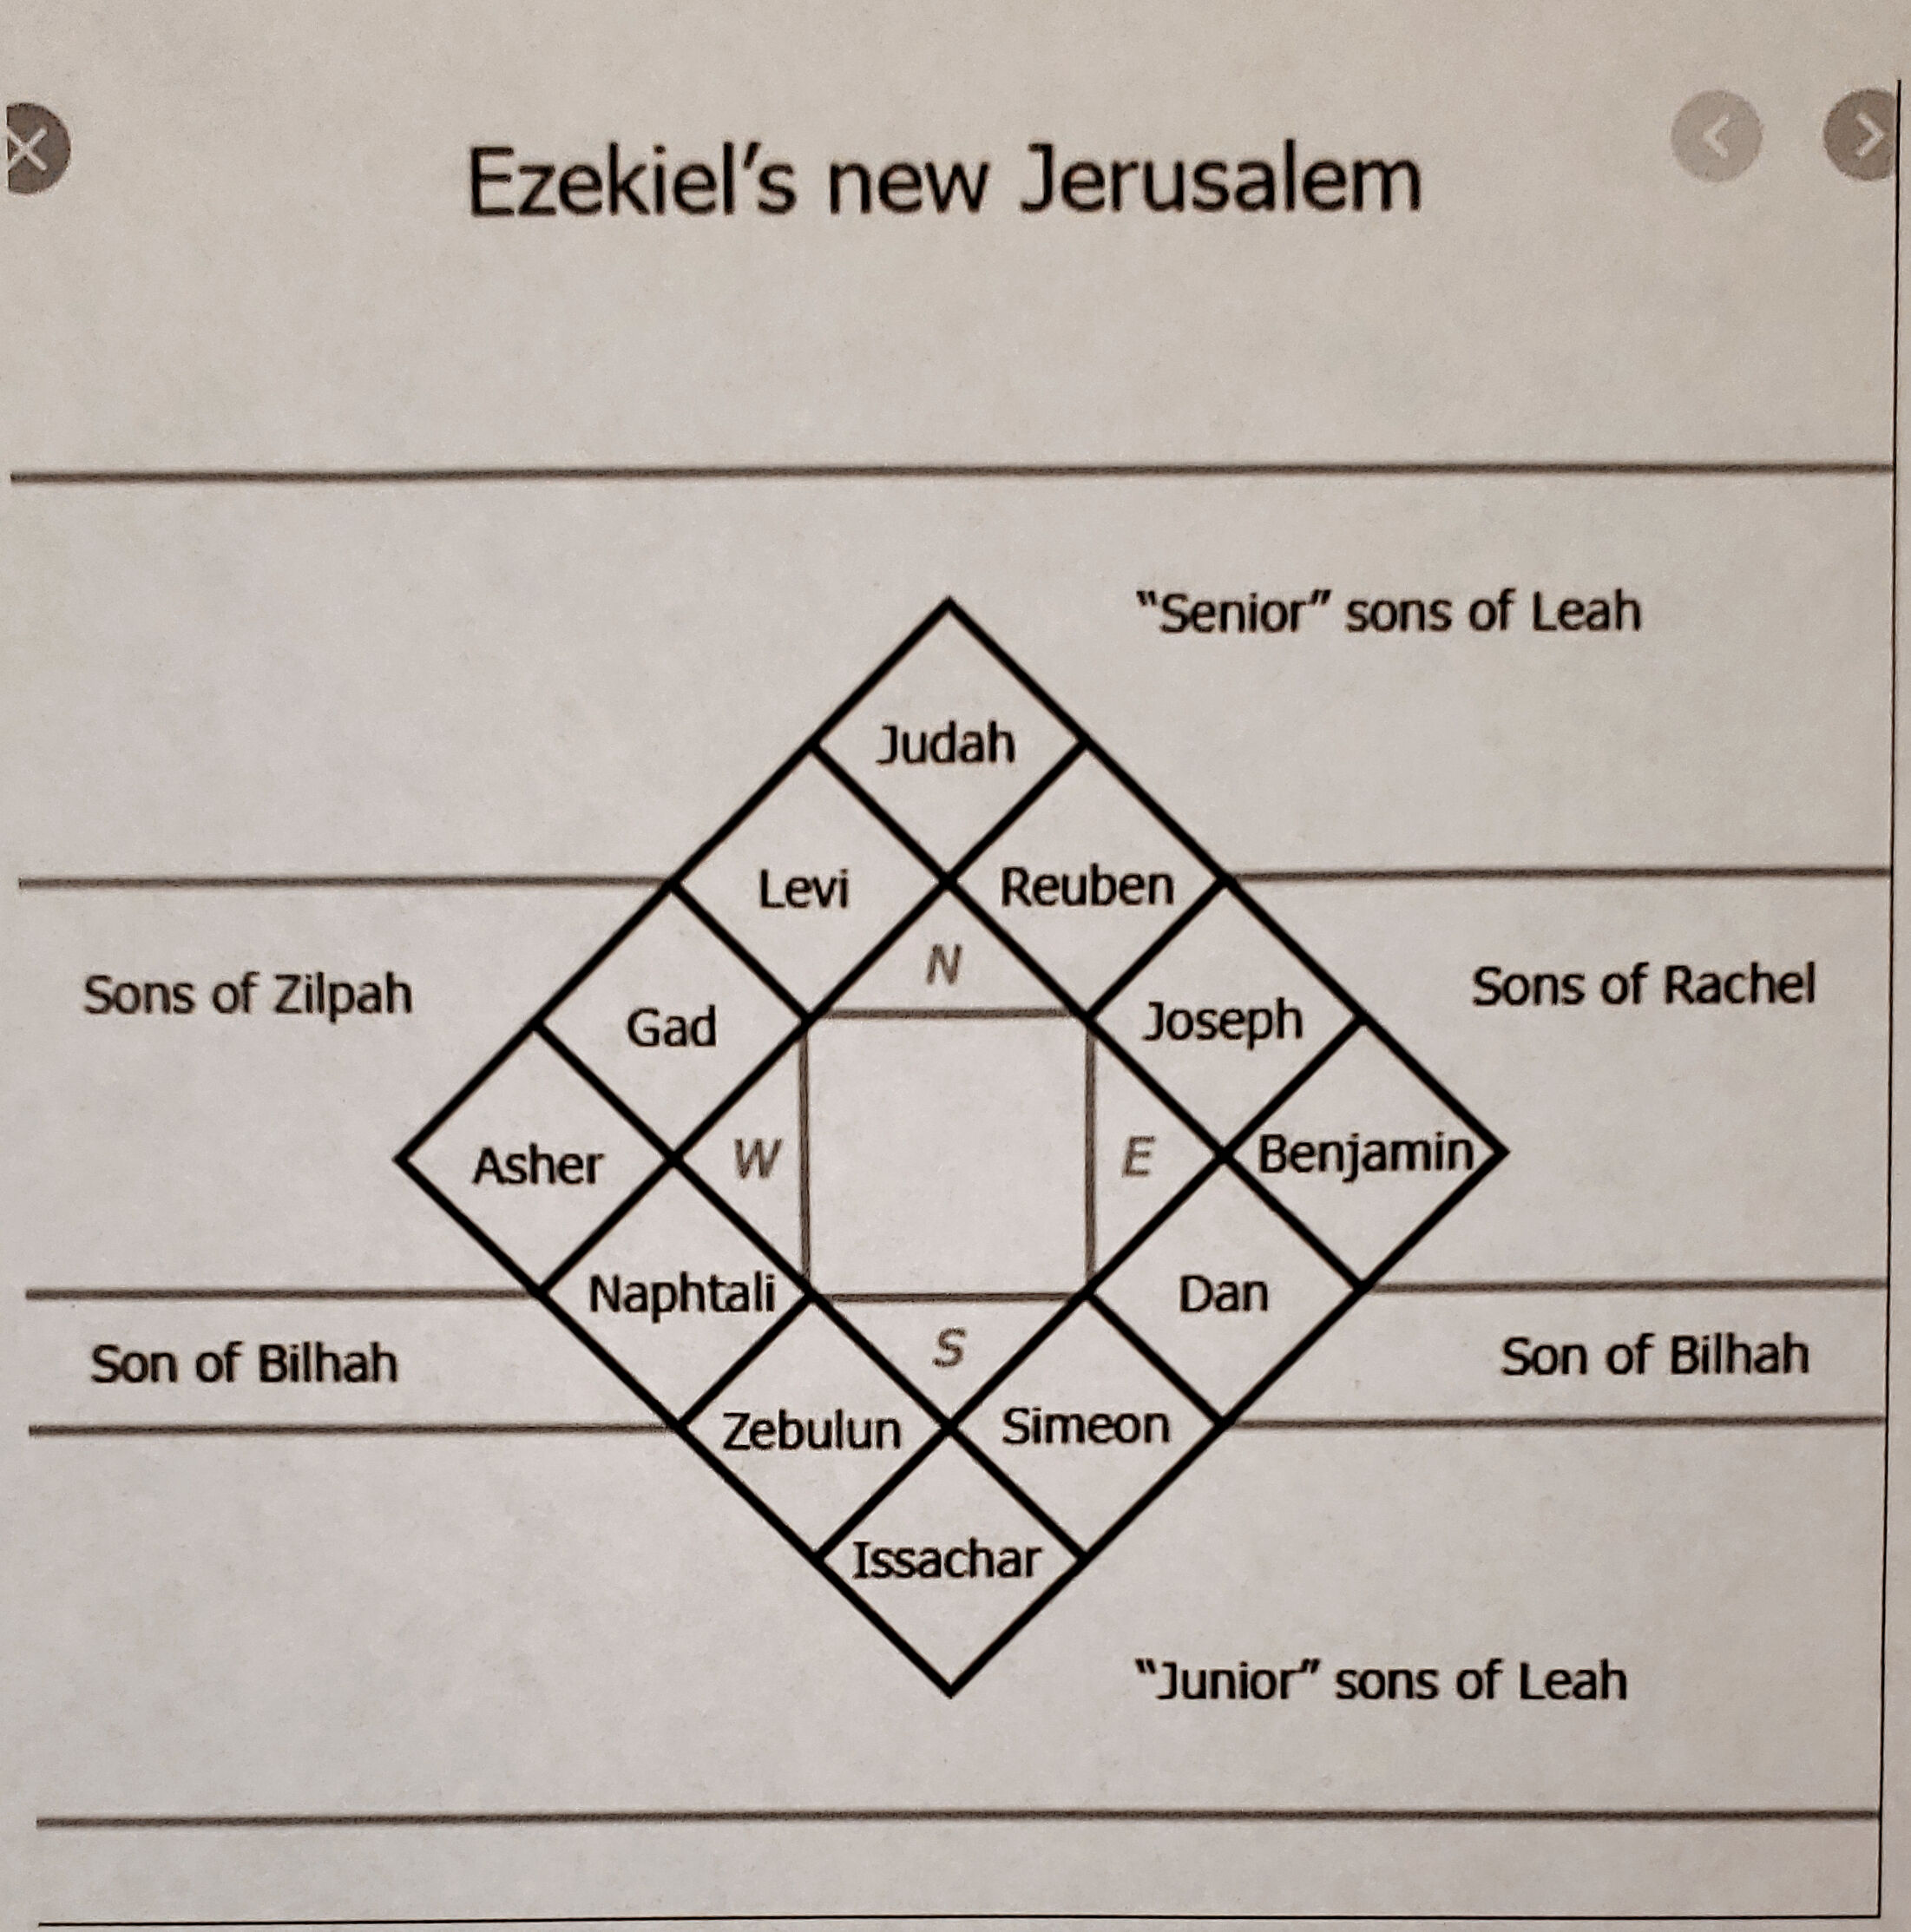 Ezekiel's new Jerusalem
"Senior" sons of Leah
Judah
Levi
Reuben
N
Sons of Zilpah
Gad
Joseph
Sons of Rachel
Asher
W
E
Benjamin
Naphtali
Dan
Son of Bilhah
S
Son of Bilhah
Zebulun
Simeon
Issachar
"Junior" sons of Leah